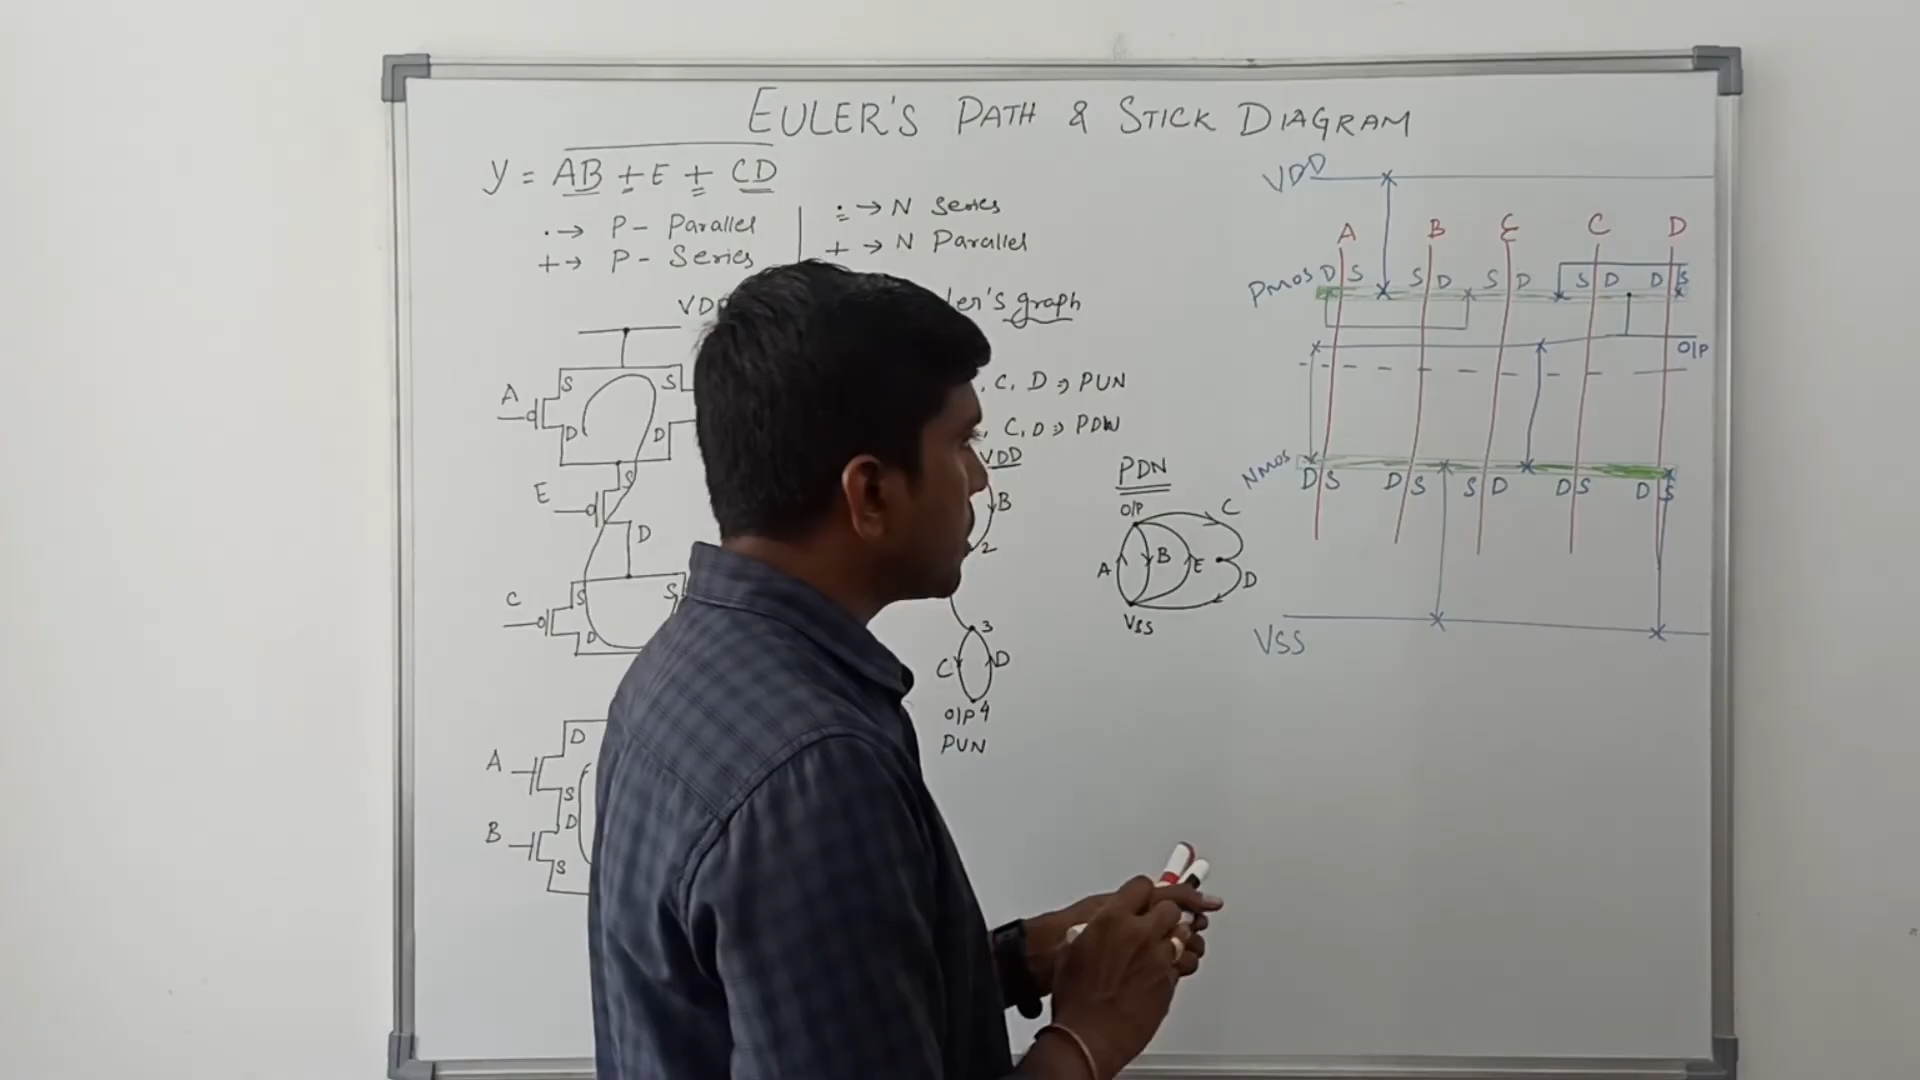 EULER'S PATH & STICK DIAGRAM
Y = AB + E + CD
. → P - Parallel
+ → P - Series
. → N Series
+ → N Parallel
VDD
ler's graph
, C, D ⇒ PUN
, C, D ⇒ PDN
VDD
B
2
3
C D
O/P 4
PUN
A
S S
D D
E
S
D
C
S S
D
A
D
S
B
D
S
PDN
O/P
C
A B E
D
VSS
VDD
A B E C D
PMOS D S S D S D S D D S
O/P
NMOS
D S D S S D D S D S
VSS